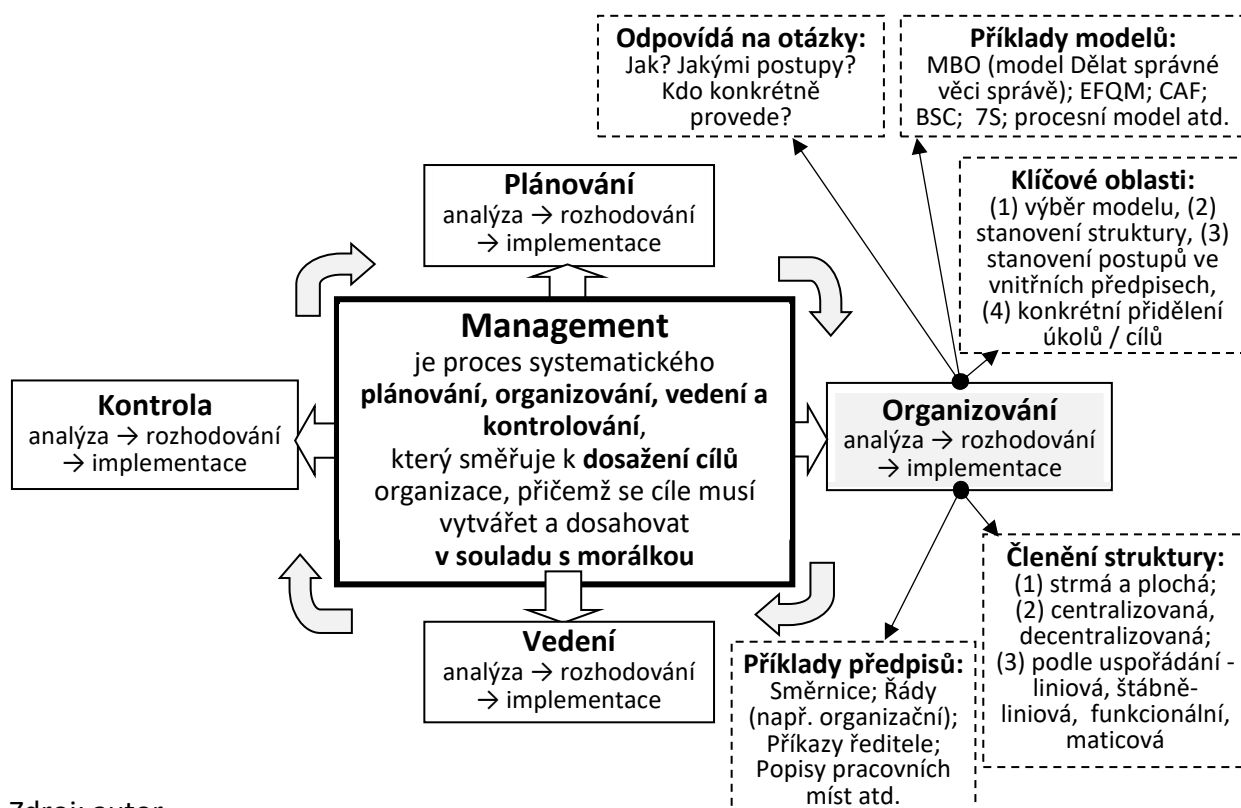 Odpovídá na otázky:
Jak? Jakými postupy?
Kdo konkrétně
provede?
Příklady modelů:
MBO (model Dělat správné
věci správě); EFQM; CAF;
BSC; 7S; procesní model atd.
Klíčové oblasti:
(1) výběr modelu, (2)
stanovení struktury, (3)
stanovení postupů ve
vnitřních předpisech,
(4) konkrétní přidělení
úkolů / cílů
Plánování
analýza → rozhodování
→ implementace
Management
je proces systematického
plánování, organizování, vedení a
kontrolování,
který směřuje k dosažení cílů
organizace, přičemž se cíle musí
vytvářet a dosahovat
v souladu s morálkou
Kontrola
analýza → rozhodování
→ implementace
Organizování
analýza → rozhodování
→ implementace
Vedení
analýza → rozhodování
→ implementace
Příklady předpisů:
Směrnice; Řády
(např. organizační);
Příkazy ředitele;
Popisy pracovních
míst atd.
Členění struktury:
(1) strmá a plochá;
(2) centralizovaná,
decentralizovaná;
(3) podle uspořádání -
liniová, štábně-
liniová, funkcionální,
maticová